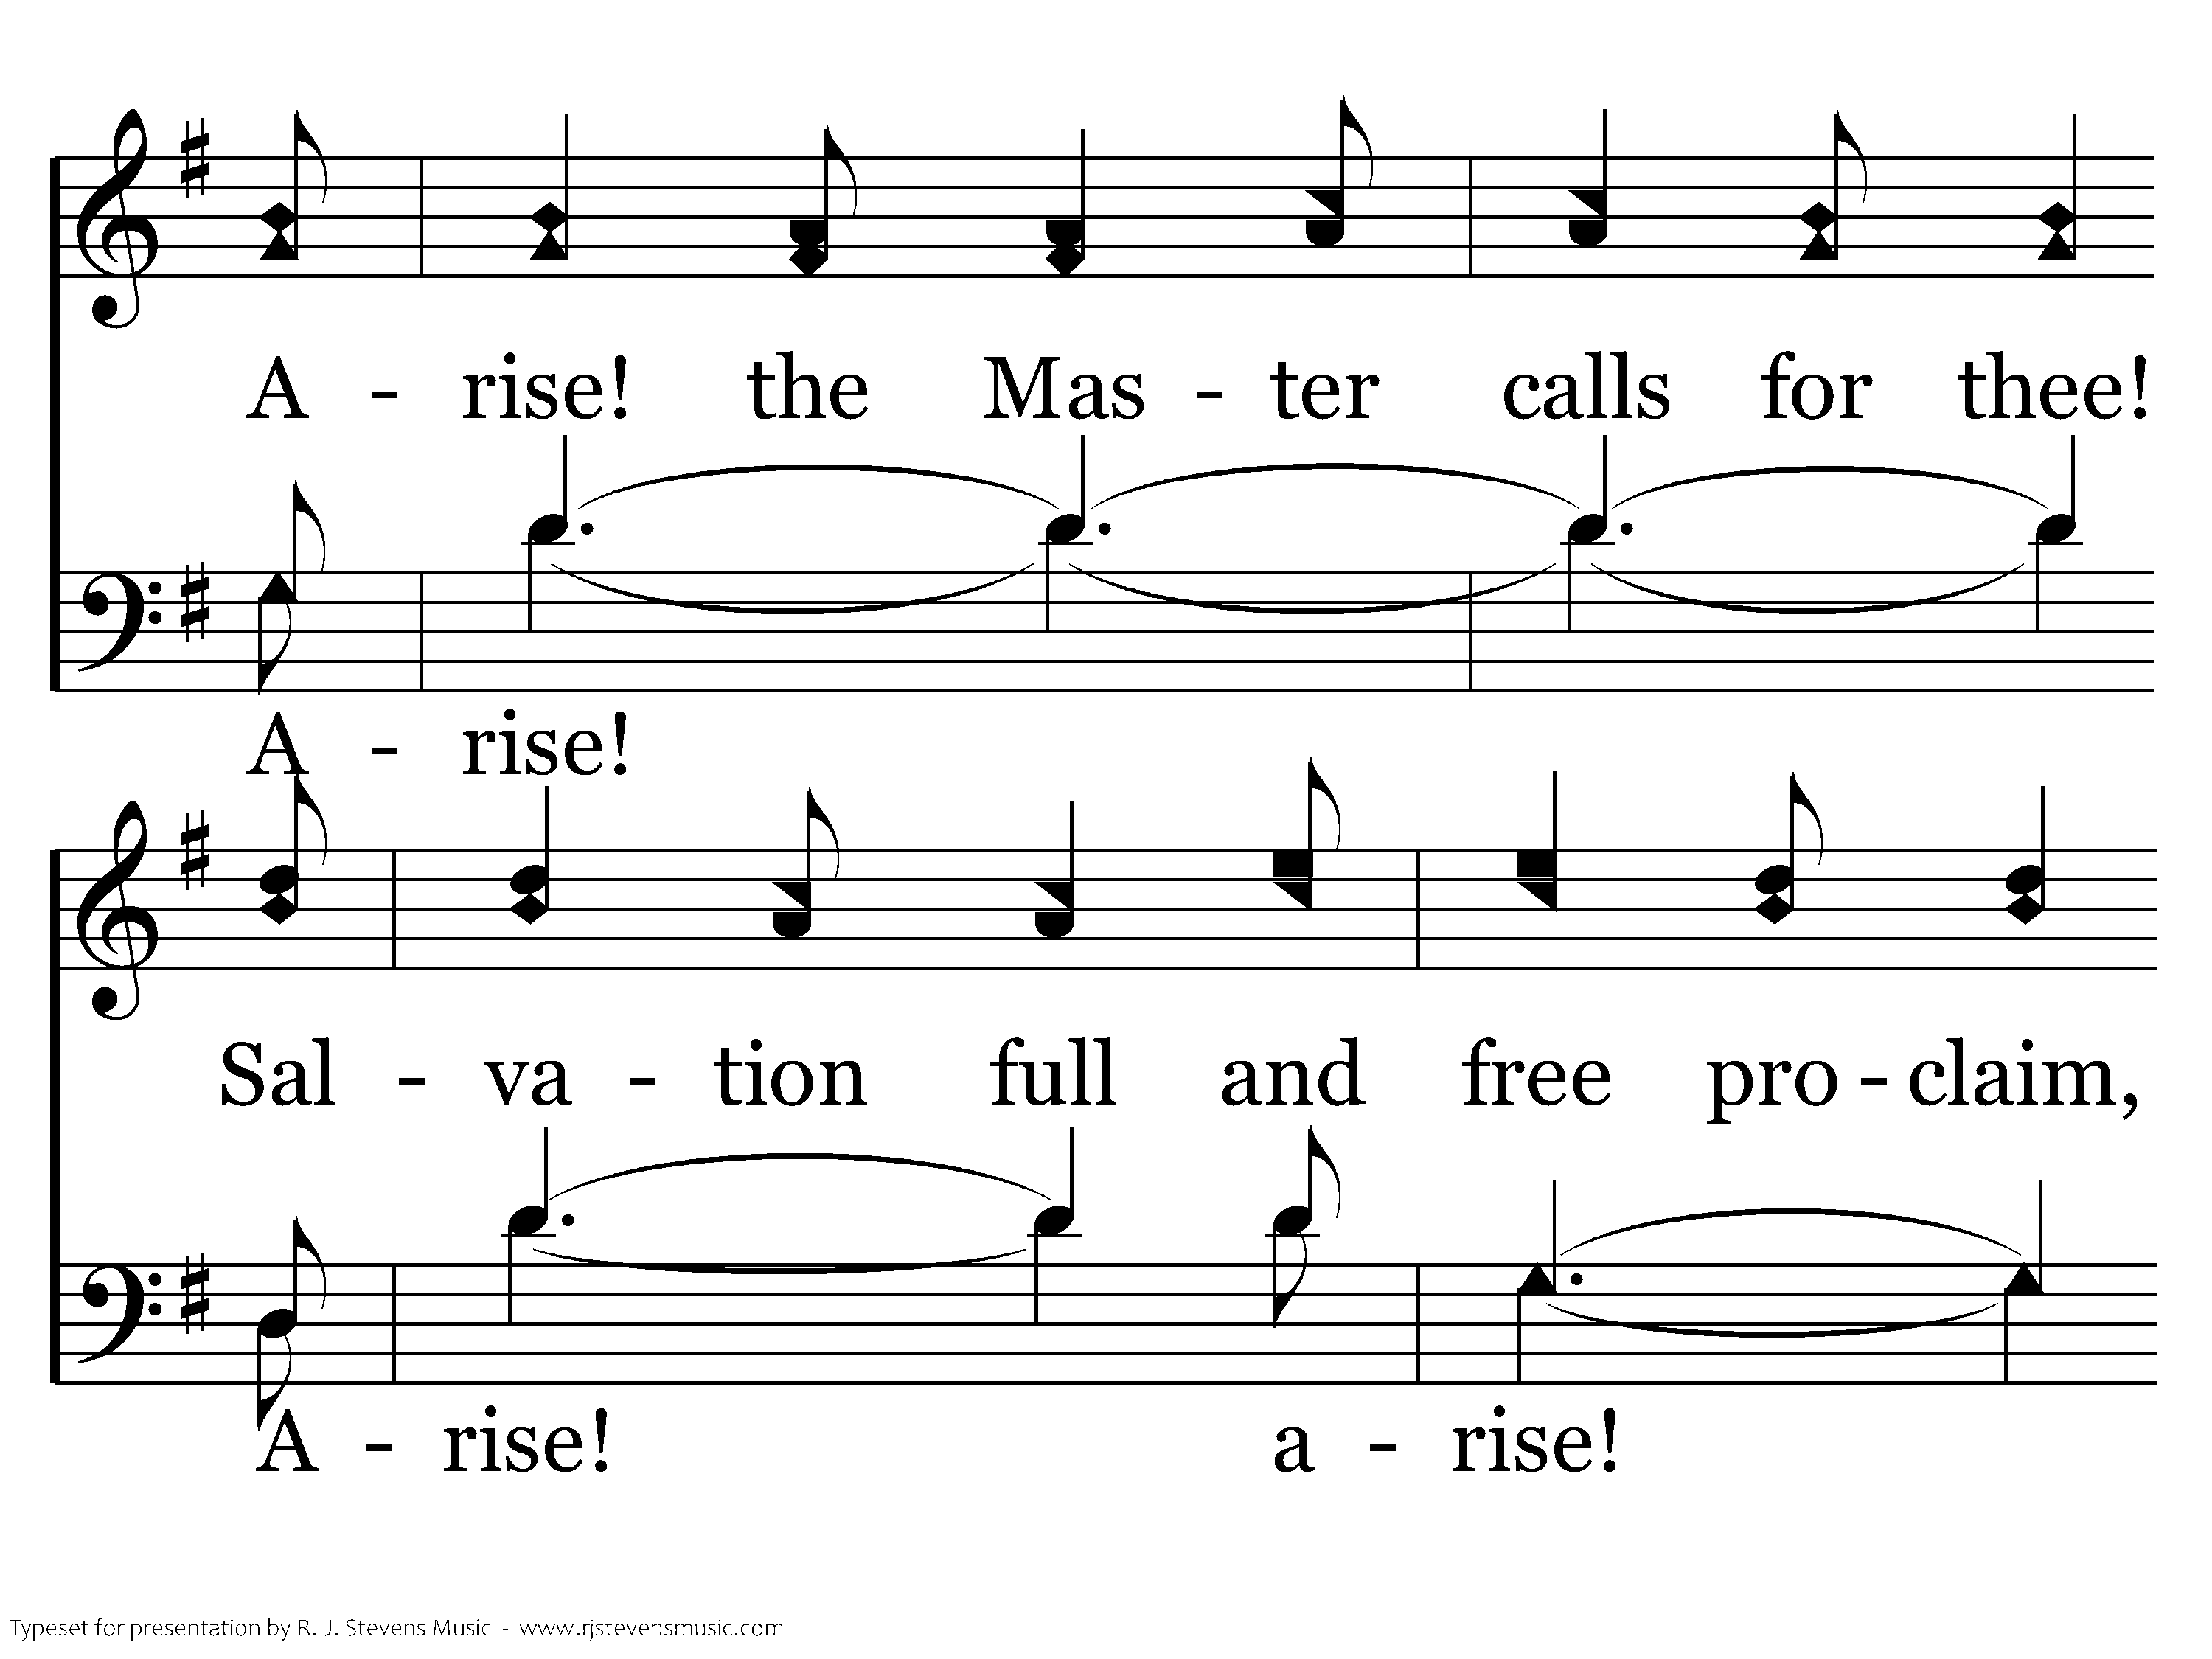 A - rise! the Mas - ter calls for thee!
A - rise!
Sal - va - tion full and free pro - claim,
A - rise! a - rise!
Typeset for presentation by R. J. Stevens Music - www.rjstevensmusic.com